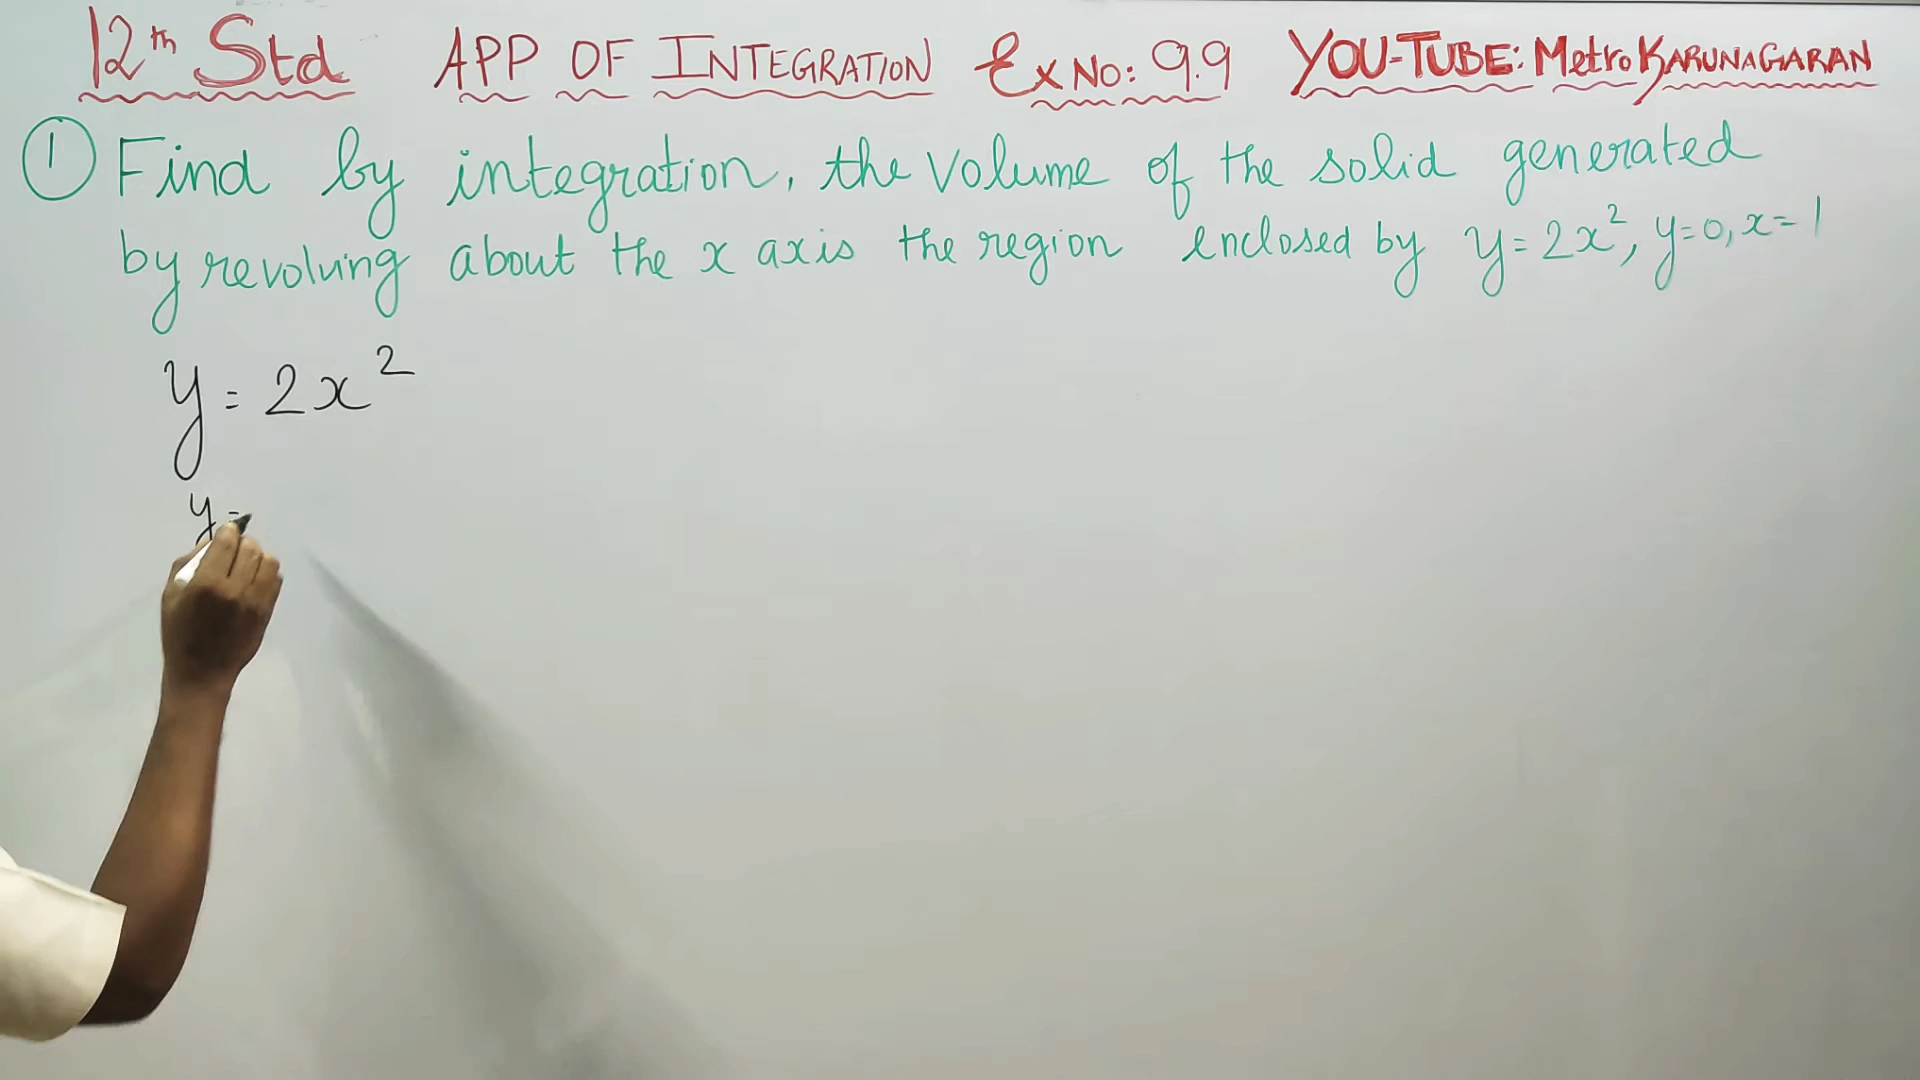 12th Std APP OF INTEGRATION Ex No: 9.9 YOU-TUBE: Metro KARUNAGARAN
① Find by integration, the volume of the solid generated
by revolving about the x axis the region enclosed by y=2x², y=0, x=1
y = 2x²
y =